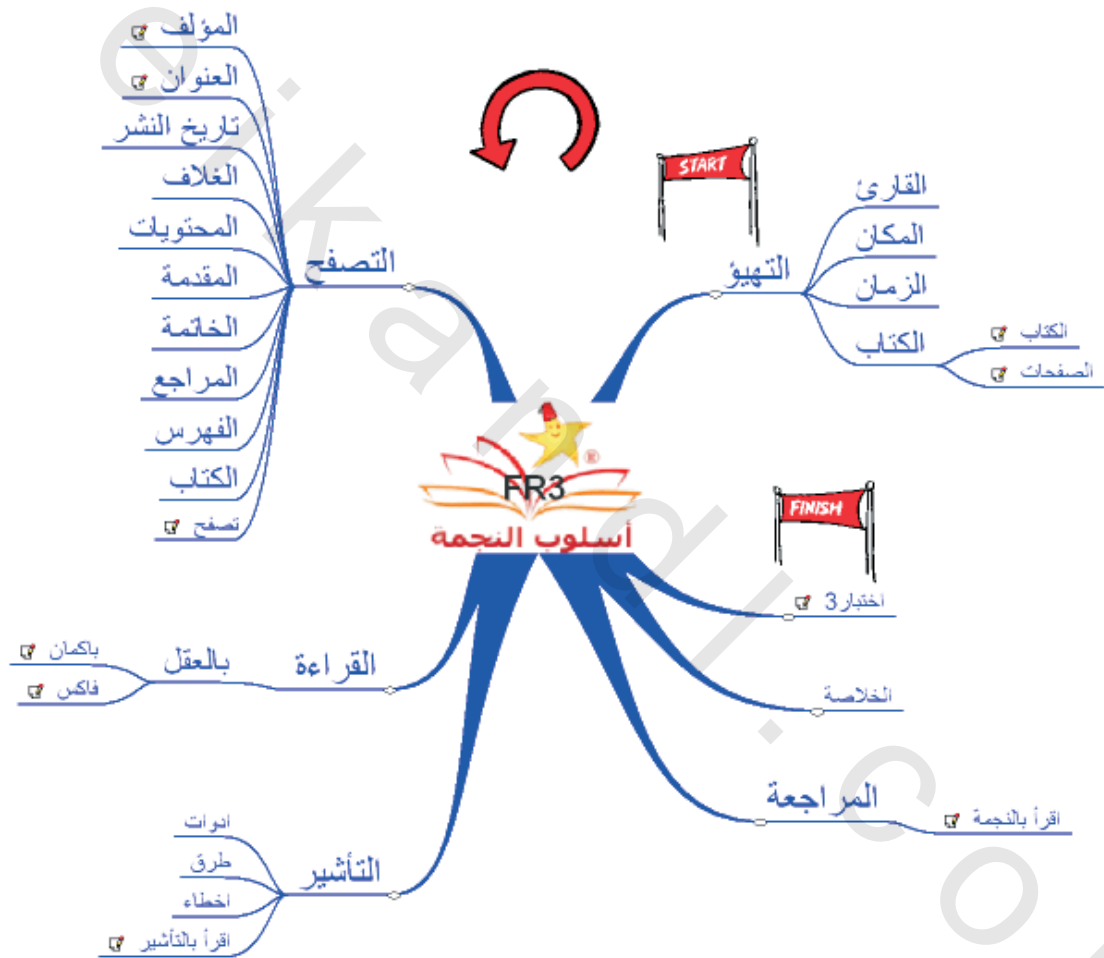 START
التهيؤ
القارئ
المكان
الزمان
الكتاب
الكتاب
الصفحات
التصفح
المؤلف
العنوان
تاريخ النشر
الغلاف
المحتويات
المقدمة
الخاتمة
المراجع
الفهرس
الكتاب
تصفح
FR3
®
أسلوب النجمة
القراءة
بالعقل
باكمان
فاكس
التأشير
ادوات
طرق
اخطاء
اقرأ بالتأشير
المراجعة
اقرأ بالنجمة
الخلاصة
اختبار3
FINISH
e i k a n d l . c o